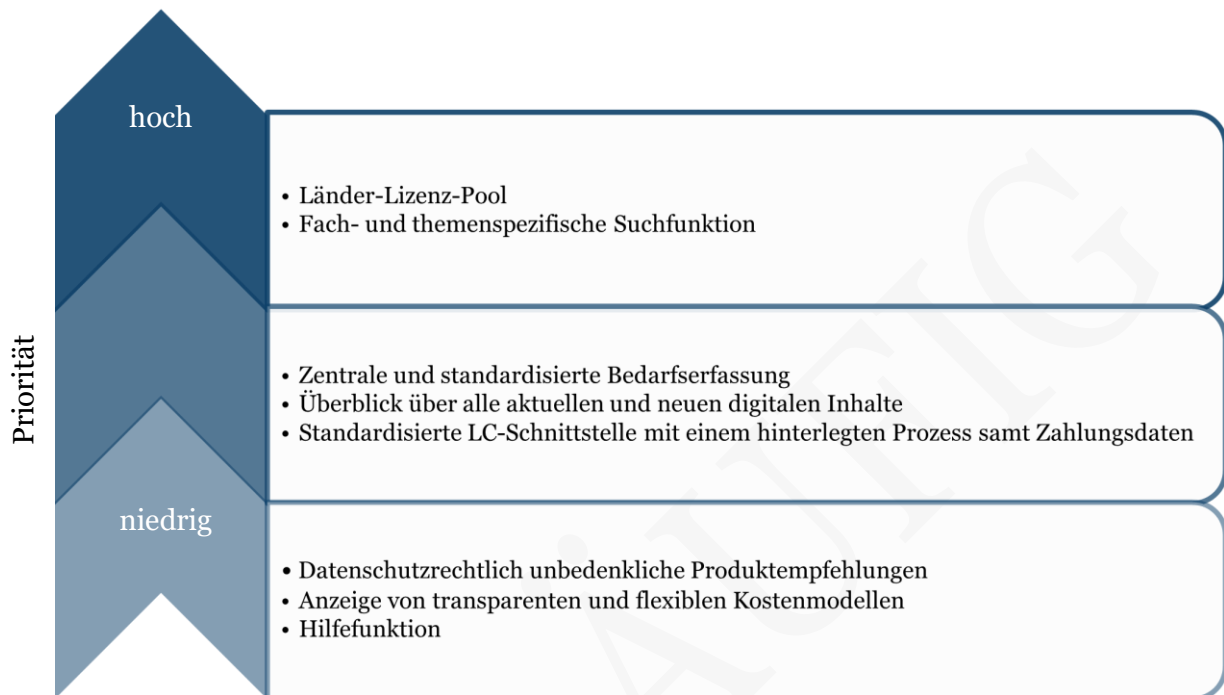 hoch
• Länder-Lizenz-Pool
• Fach- und themenspezifische Suchfunktion
Priorität
• Zentrale und standardisierte Bedarfserfassung
• Überblick über alle aktuellen und neuen digitalen Inhalte
• Standardisierte LC-Schnittstelle mit einem hinterlegten Prozess samt Zahlungsdaten
niedrig
• Datenschutzrechtlich unbedenkliche Produktempfehlungen
• Anzeige von transparenten und flexiblen Kostenmodellen
• Hilfefunktion
ÄUFIG